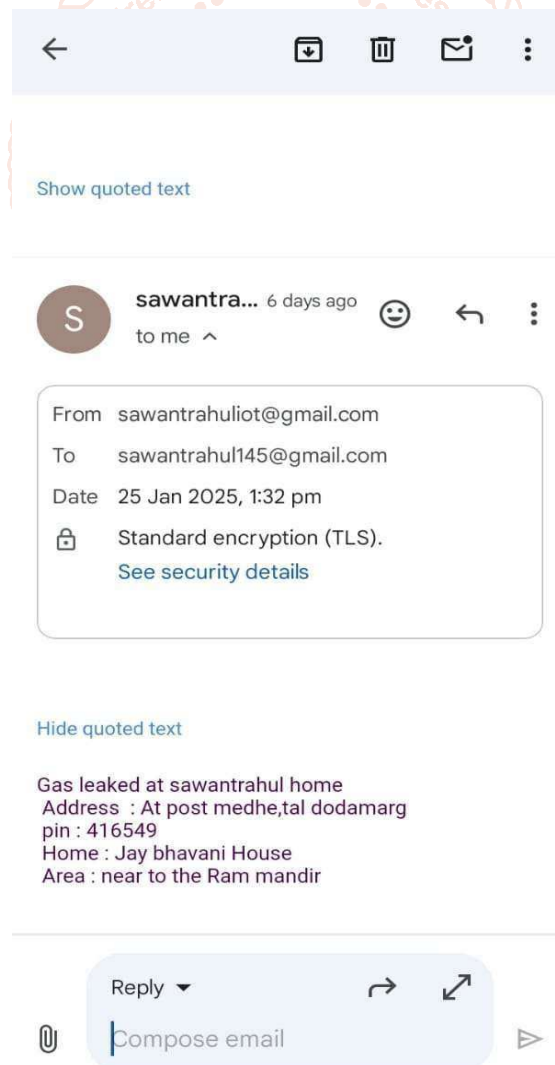 Show quoted text
S
sawantra... 6 days ago
to me
From sawantrahuliot@gmail.com
To sawantrahul145@gmail.com
Date 25 Jan 2025, 1:32 pm
Standard encryption (TLS).
See security details
Hide quoted text
Gas leaked at sawantrahul home
Address : At post medhe,tal dodamarg
pin : 416549
Home : Jay bhavani House
Area : near to the Ram mandir
Reply
Compose email